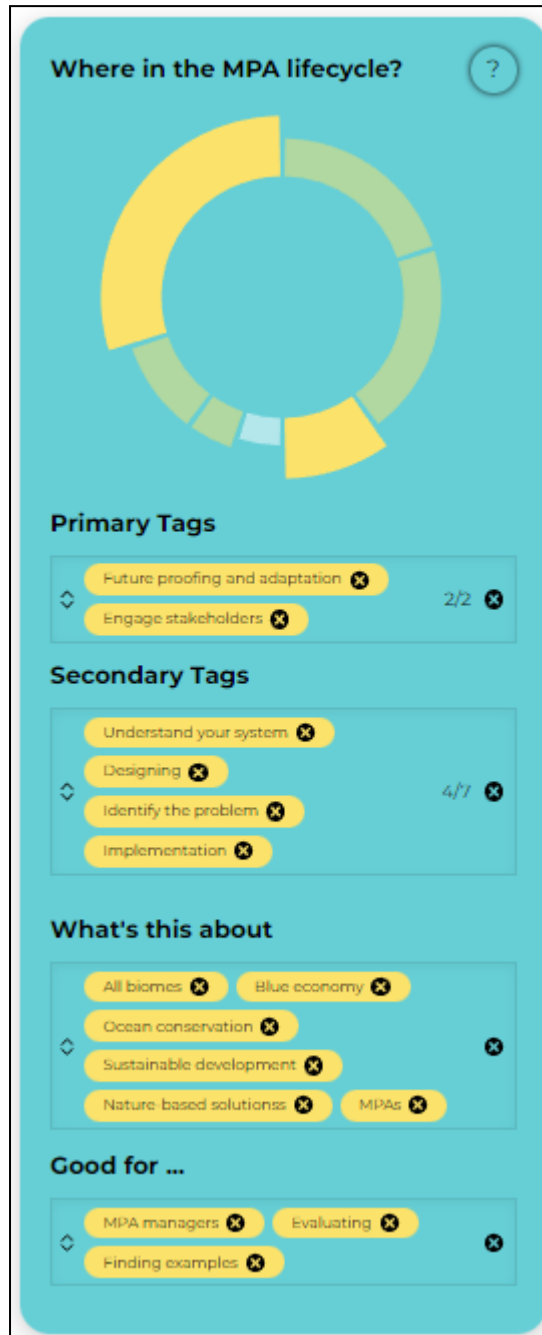 Where in the MPA lifecycle?
?
Primary Tags
Future proofing and adaptation
Engage stakeholders
2/2
Secondary Tags
Understand your system
Designing
Identify the problem
Implementation
4/7
What's this about
All biomes Blue economy
Ocean conservation
Sustainable development
Nature-based solutionss MPAs
Good for ...
MPA managers Evaluating
Finding examples